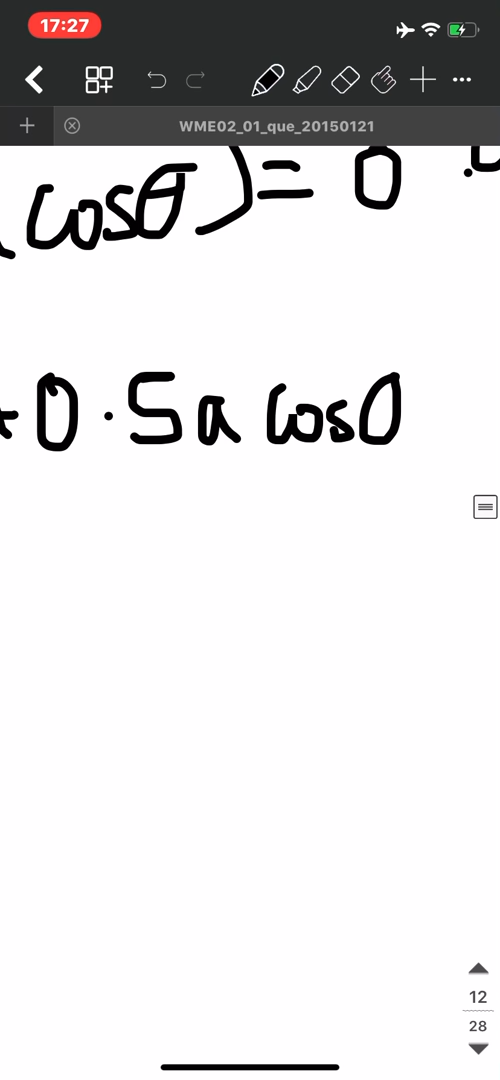 17:27
WME02_01_que_20150121
cosθ) = 0
+ 0.5a cosθ
12
28